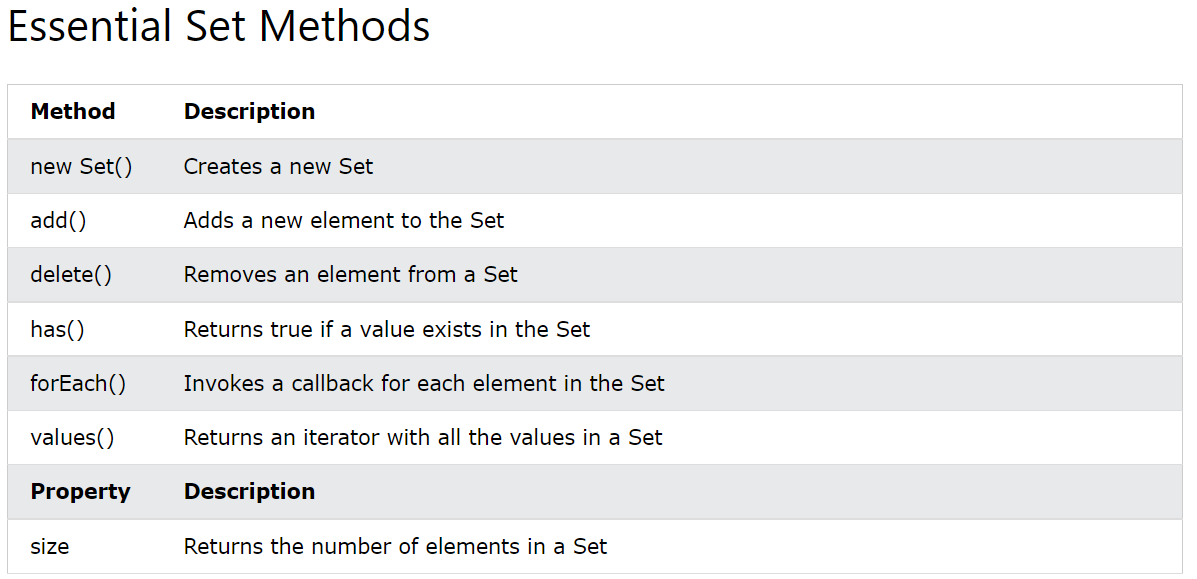 Essential Set Methods
Method Description
new Set() Creates a new Set
add() Adds a new element to the Set
delete() Removes an element from a Set
has() Returns true if a value exists in the Set
forEach() Invokes a callback for each element in the Set
values() Returns an iterator with all the values in a Set
Property Description
size Returns the number of elements in a Set